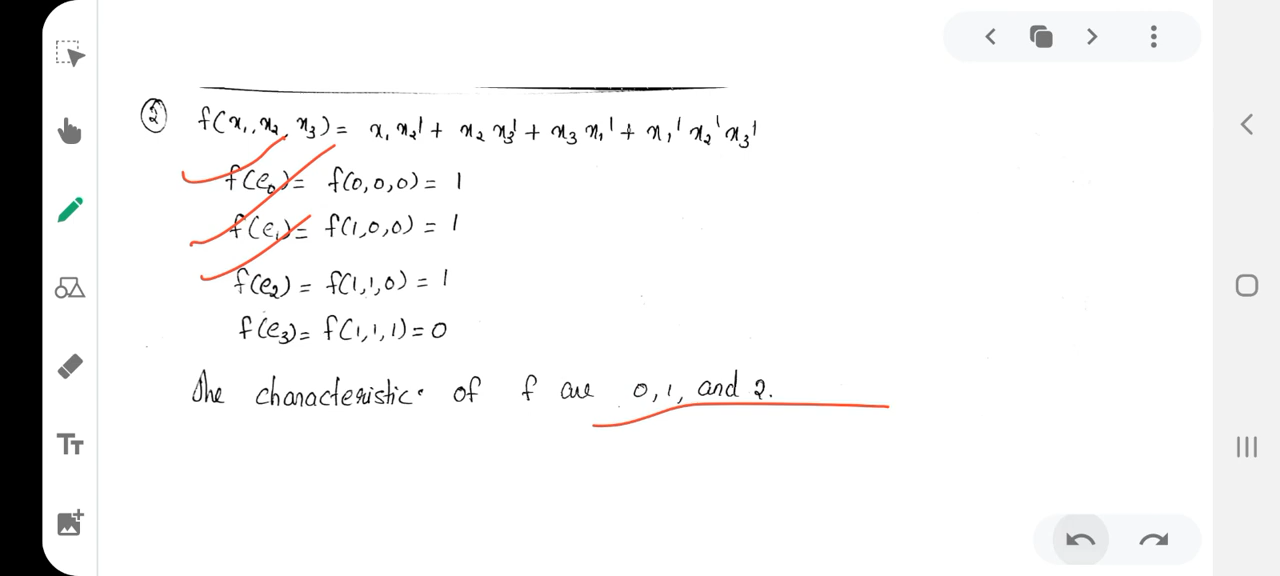 ⑤ f(x₁, x₂, x₃) = x₁ x₂' + x₂ x₃' + x₃ x₁' + x₁' x₂' x₃'
f(e₀) = f(0,0,0) = 1
f(e₁) = f(1,0,0) = 1
f(e₂) = f(1,1,0) = 1
f(e₃) = f(1,1,1) = 0
The characteristic of f are 0, 1, and 2.
TT